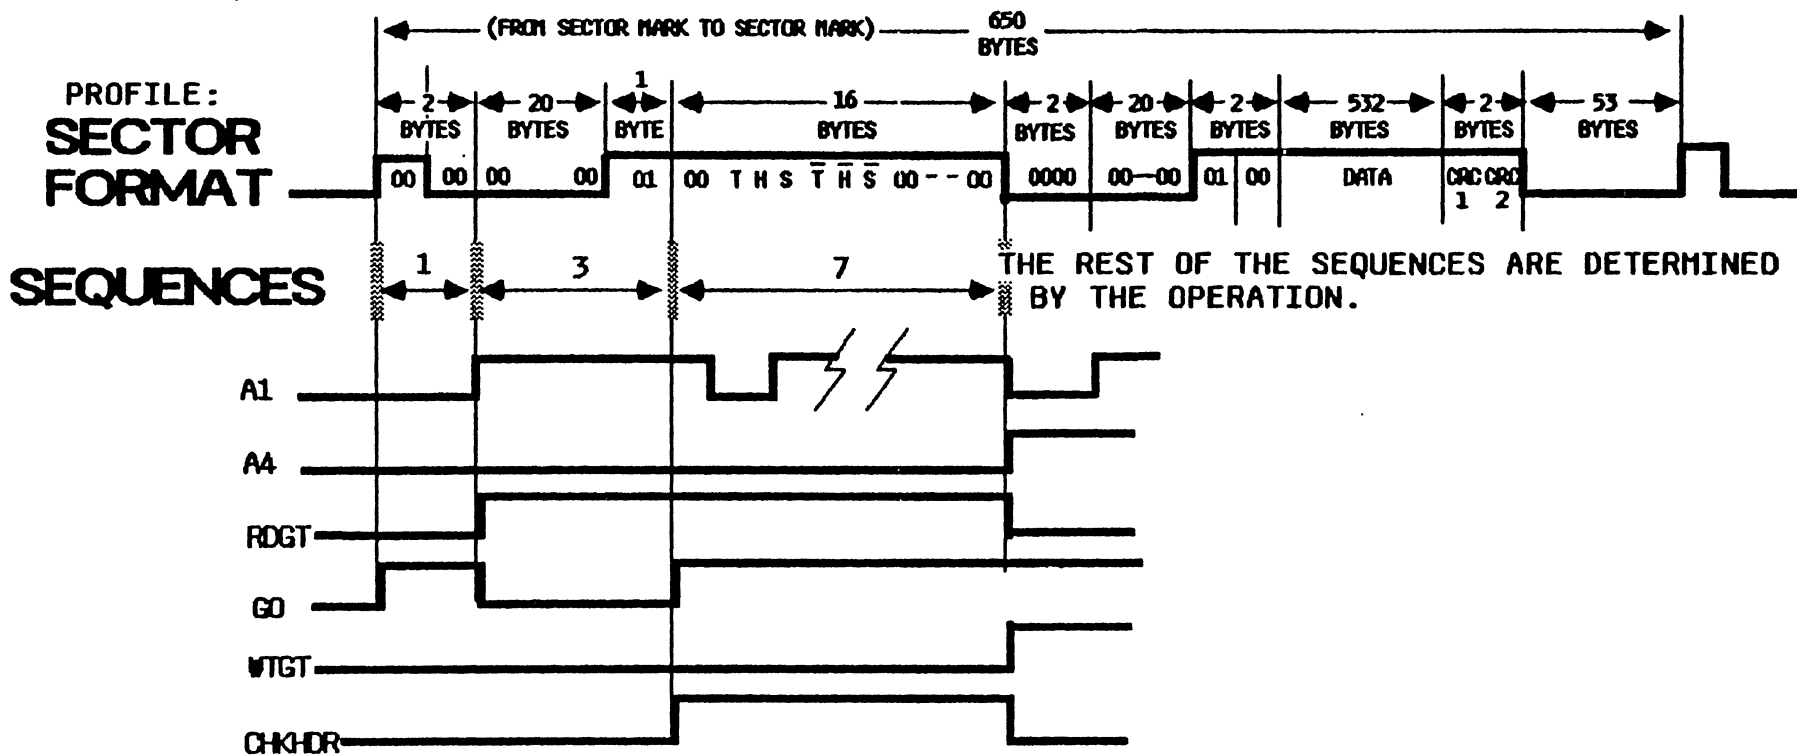 (FROM SECTOR MARK TO SECTOR MARK) 650 BYTES
PROFILE:
SECTOR FORMAT
2 BYTES 20 BYTES 1 BYTE 16 BYTES 2 BYTES 20 BYTES 2 BYTES 532 BYTES 2 BYTES 53 BYTES
00 00 00 00 01 00 T H S T̅ H̅ S̅ 00--00 0000 00—00 01 00 DATA CRC 1 CRC 2
SEQUENCES 1 3 7
THE REST OF THE SEQUENCES ARE DETERMINED
BY THE OPERATION.
A1
A4
RDGT
GO
WTGT
CHKHDR